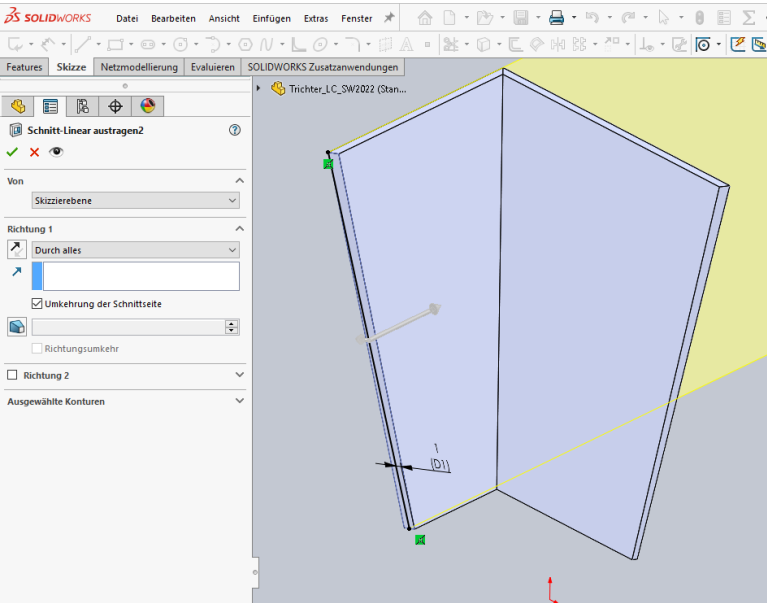 SOLIDWORKS Datei Bearbeiten Ansicht Einfügen Extras Fenster
Features Skizze Netzmodellierung Evaluieren SOLIDWORKS Zusatzanwendungen
Trichter_LC_SW2022 (Stan...
Schnitt-Linear austragen2
Von
Skizzierebene
Richtung 1
Durch alles
Umkehrung der Schnittseite
Richtungsumkehr
Richtung 2
Ausgewählte Konturen
1
(D1)